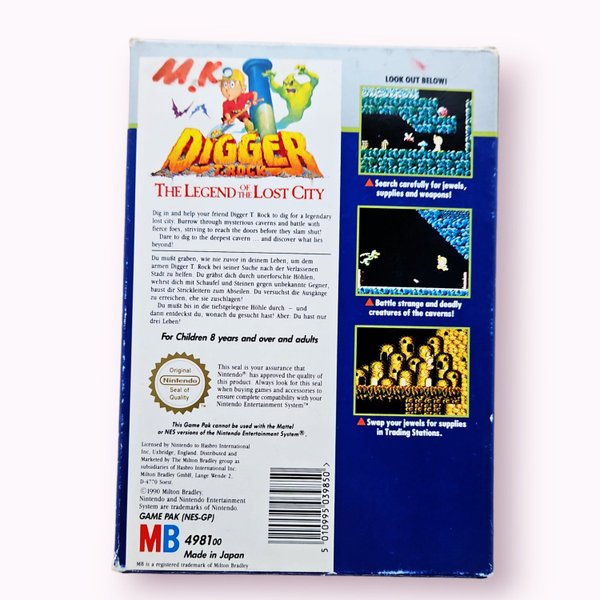 M.K
DIGGER
T. ROCK
THE LEGEND OF THE LOST CITY
Dig in and help your friend Digger T. Rock to dig for a legendary
lost city. Burrow through mysterious caverns and battle with
fierce foes, striving to reach the doors before they slam shut!
Dare to dig to the deepest cavern ... and discover what lies
beyond!
Du mußt graben, wie nie zuvor in deinem Leben, um dem
armen Digger T. Rock bei seiner Suche nach der Verlassenen
Stadt zu helfen. Du gräbst dich durch unerforschte Höhlen,
wehrst dich mit Schaufel und Steinen gegen unbekannte Gegner,
baust dir Strickleitern zum Abseilen. Du versuchst die Ausgänge
zu erreichen, ehe sie zuschlagen!
Du mußt bis in die tiefstgelegene Höhle durch – und
dann entdeckst du, wonach du gesucht hast! Aber: Du hast nur
drei Leben!
For Children 8 years and over and adults
Original
Nintendo
Seal of
Quality
This seal is your assurance that
Nintendo® has approved the quality of
this product. Always look for this seal
when buying games and accessories to
ensure complete compatibility with your
Nintendo Entertainment System™.
This Game Pak cannot be used with the Mattel
or NES versions of the Nintendo Entertainment System®.
Licensed by Nintendo to Hasbro International
Inc. Uxbridge, England. Distributed and
Marketed by The Milton Bradley group as
subsidiaries of Hasbro International Inc.
Milton Bradley GmbH, Lange Wende 2,
D-4770 Soest.
©1990 Milton Bradley.
Nintendo and Nintendo Entertainment
System are trademarks of Nintendo.
GAME PAK (NES-GP)
MB 498100
Made in Japan
MB is a registered trademark of Milton Bradley
5 010995 039850 >
LOOK OUT BELOW!
Search carefully for jewels,
supplies and weapons!
Battle strange and deadly
creatures of the caverns!
Swap your jewels for supplies
in Trading Stations.